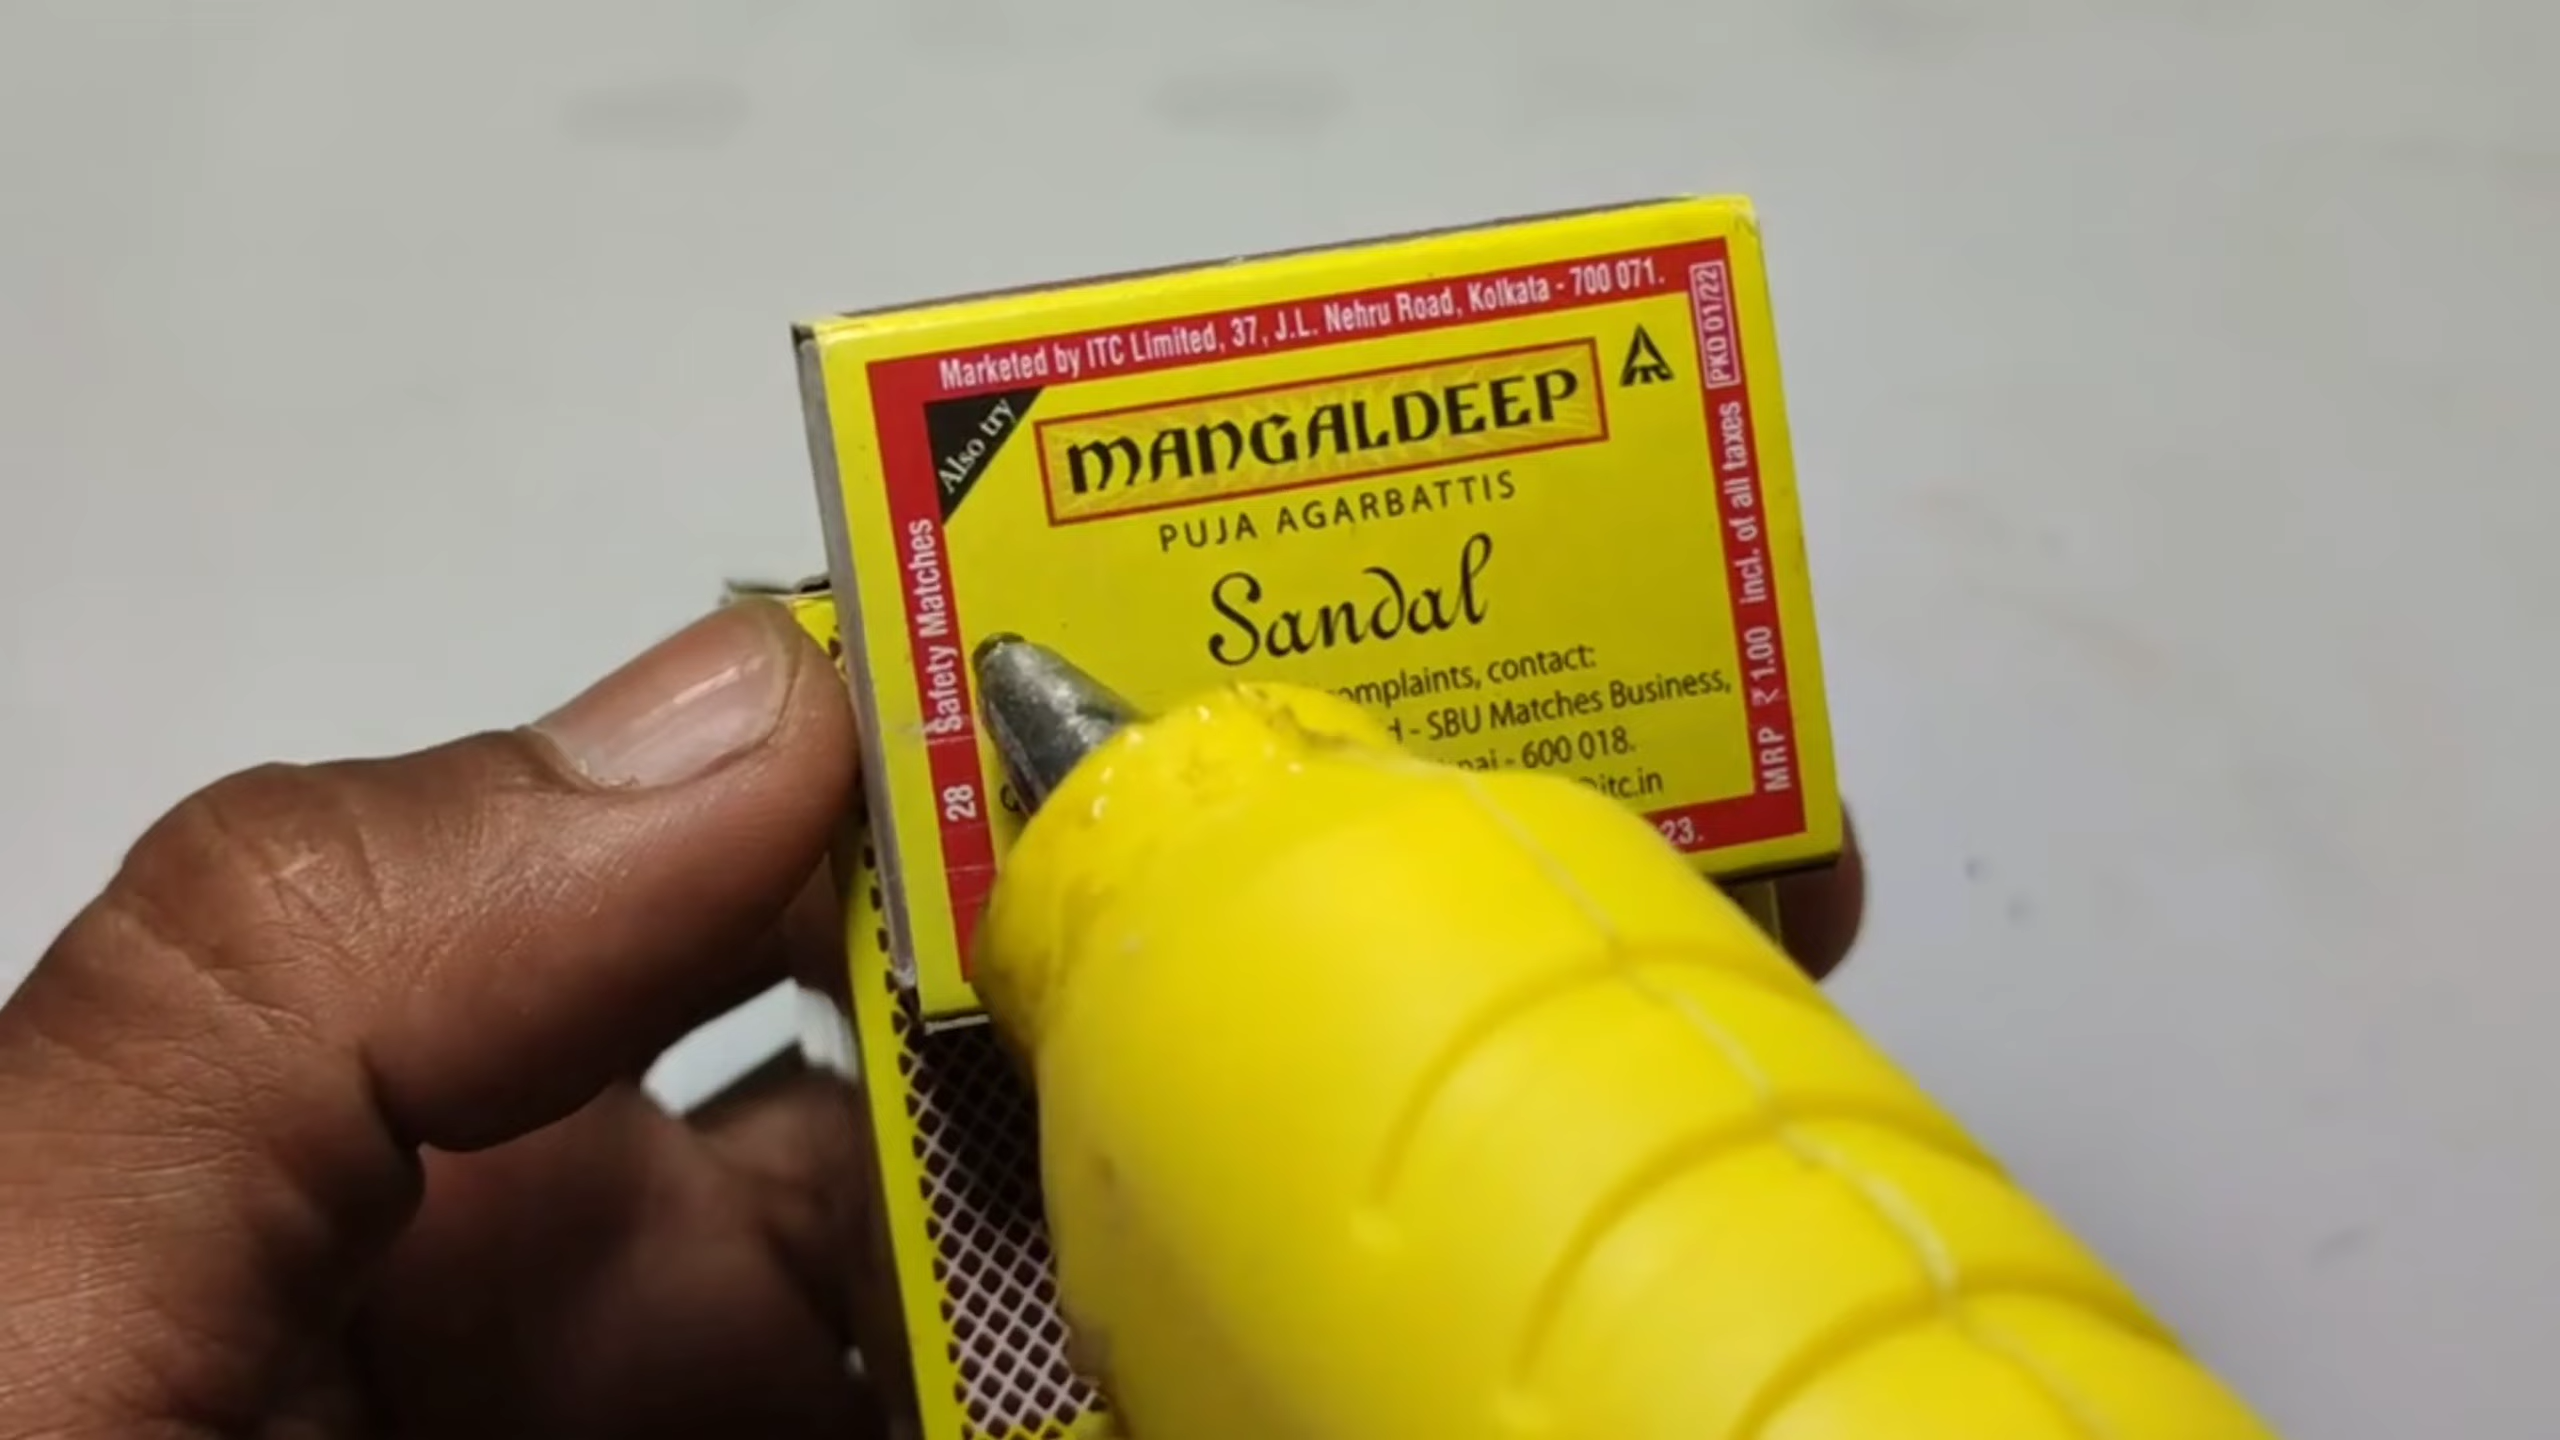 Marketed by ITC Limited, 37, J.L. Nehru Road, Kolkata - 700 071.
PKD 01/22
Also try
MANGALDEEP
ITC
PUJA AGARBATTIS
Sandal
complaints, contact:
- SBU Matches Business,
- 600 018.
@itc.in
23.
28 Safety Matches
MRP ₹ 1.00 incl. of all taxes